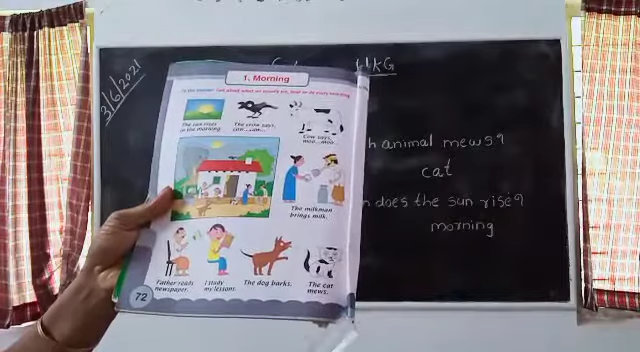 3/6/2021
UKG
1. Morning
The sun rises
in the morning.
The crow says,
caw...caw...
Cow says,
moo...moo...
The milkman
brings milk.
Father reads
newspaper.
I study
my lessons.
The dog barks.
The cat
mews.
72
animal mews?
cat
does the sun rise?
morning